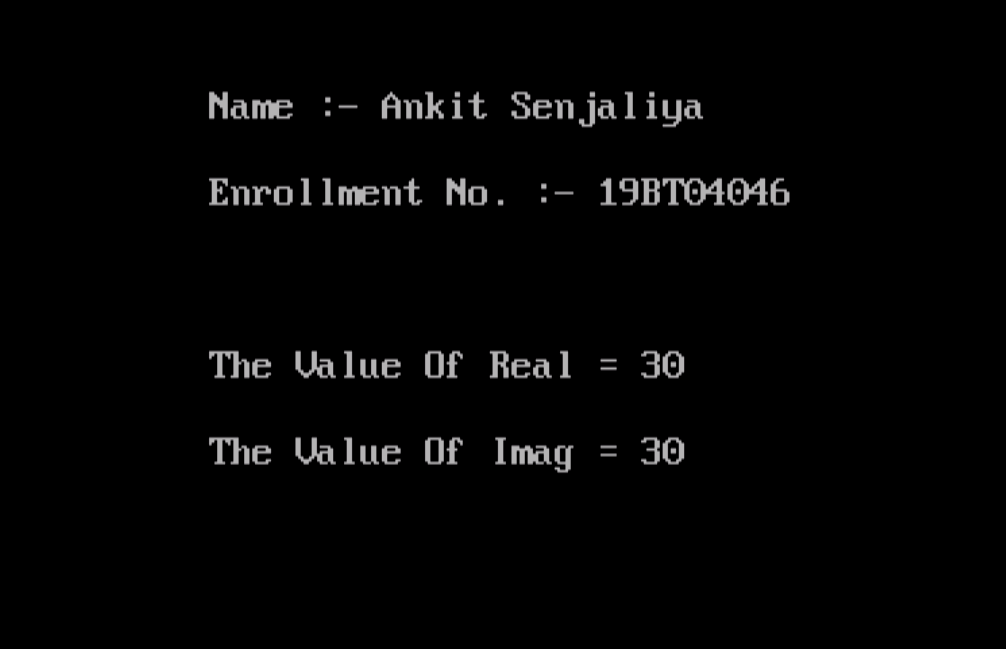 Name :- Ankit Senjaliya
Enrollment No. :- 19BT04046
The Value Of Real = 30
The Value Of Imag = 30